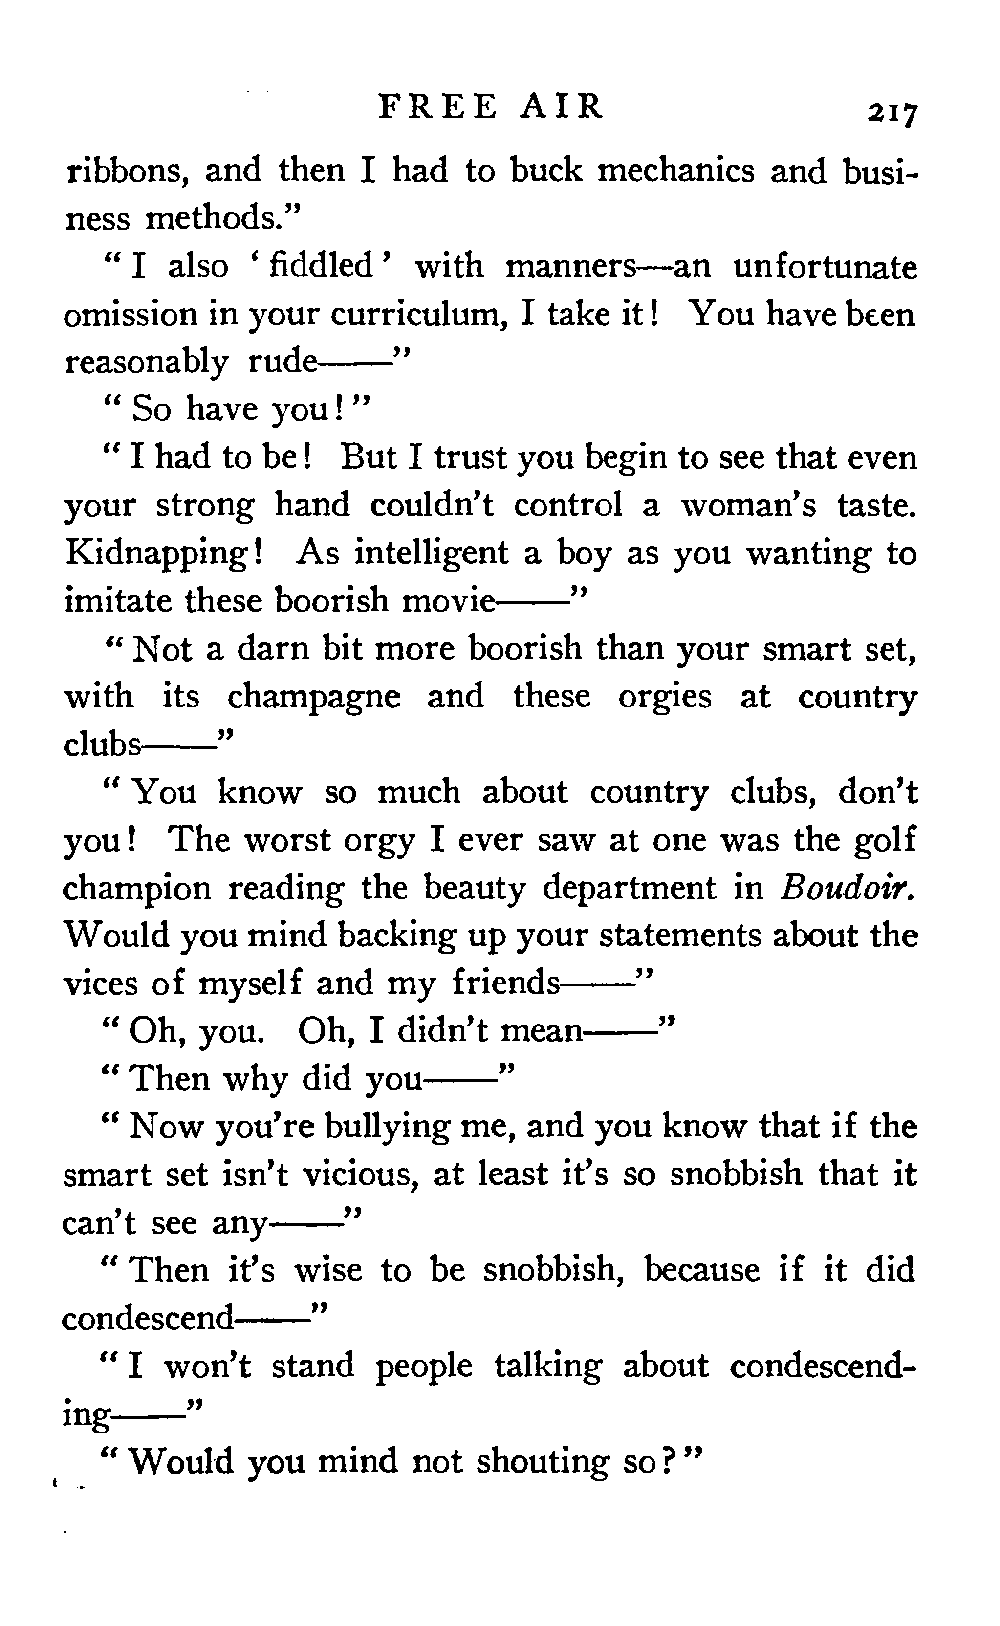 FREE AIR 217
ribbons, and then I had to buck mechanics and busi-
ness methods."
"I also 'fiddled' with manners—an unfortunate
omission in your curriculum, I take it! You have been
reasonably rude——"
"So have you!"
"I had to be! But I trust you begin to see that even
your strong hand couldn't control a woman's taste.
Kidnapping! As intelligent a boy as you wanting to
imitate these boorish movie——"
"Not a darn bit more boorish than your smart set,
with its champagne and these orgies at country
clubs——"
"You know so much about country clubs, don't
you! The worst orgy I ever saw at one was the golf
champion reading the beauty department in Boudoir.
Would you mind backing up your statements about the
vices of myself and my friends——"
"Oh, you. Oh, I didn't mean——"
"Then why did you——"
"Now you're bullying me, and you know that if the
smart set isn't vicious, at least it's so snobbish that it
can't see any——"
"Then it's wise to be snobbish, because if it did
condescend——"
"I won't stand people talking about condescend-
ing——"
"Would you mind not shouting so?"